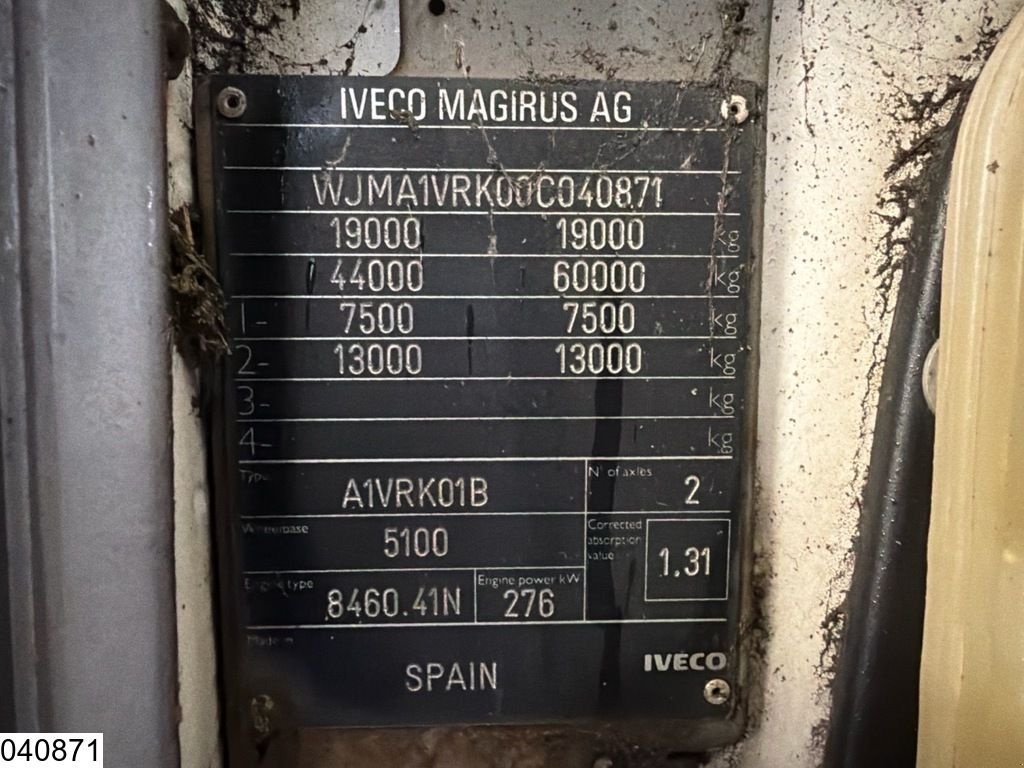 IVECO MAGIRUS AG
WJMA1VRK00C040871
19000 19000 kg
44000 60000 kg
1- 7500 7500 kg
2- 13000 13000 kg
3- kg
4- kg
Type A1VRK01B
N° of axles 2
Wheelbase 5100
Corrected absorption value 1.31
Engine type 8460.41N
Engine power kW 276
Made in SPAIN
IVECO
040871